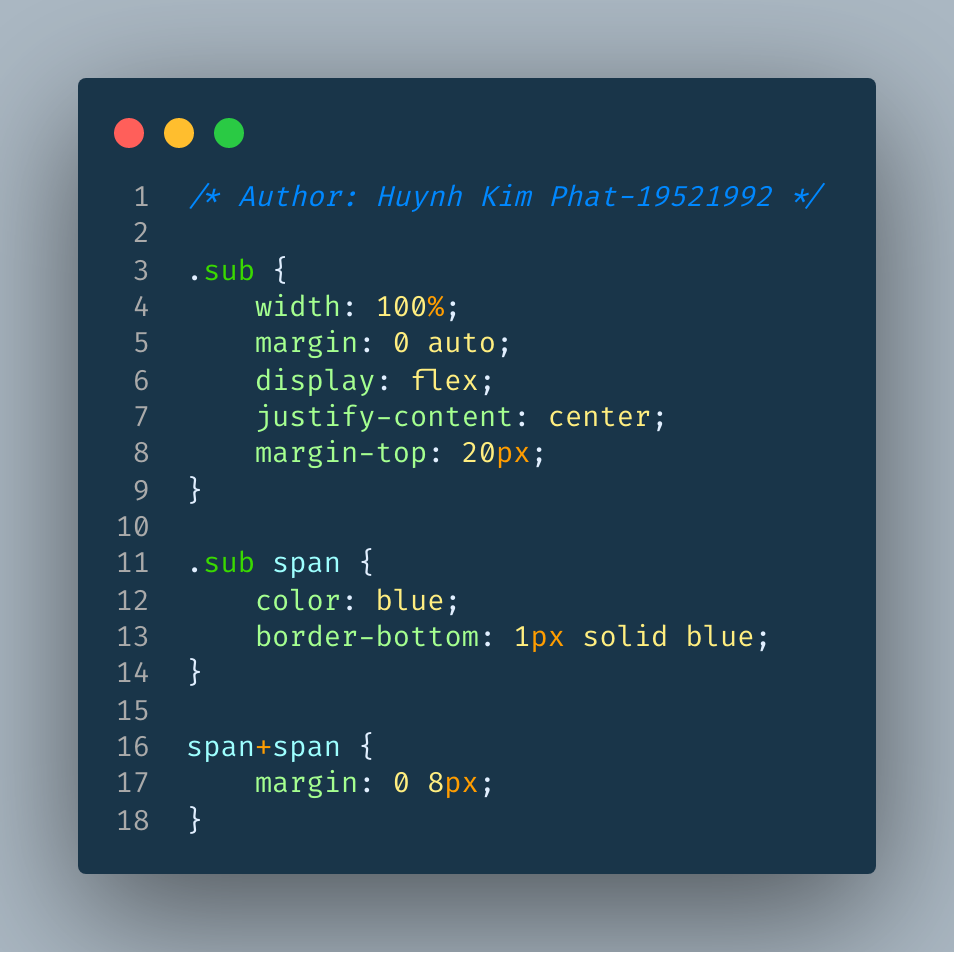 1 /* Author: Huynh Kim Phat-19521992 */
2
3 .sub {
4     width: 100%;
5     margin: 0 auto;
6     display: flex;
7     justify-content: center;
8     margin-top: 20px;
9 }
10
11 .sub span {
12     color: blue;
13     border-bottom: 1px solid blue;
14 }
15
16 span+span {
17     margin: 0 8px;
18 }